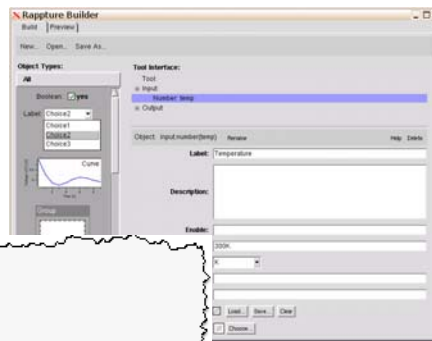 Rappture Builder
Build Preview
New... Open... Save As...
Object Types:
All
Boolean: yes
Label: Choice2
Choice1
Choice2
Choice3
Curve
Group
Tool Interface:
Tool
Input
Number temp
Output
Object: input.number(temp) Rename Help Delete
Label: Temperature
Description:
Enable:
300K
K
Load... Save... Clear
Choose...